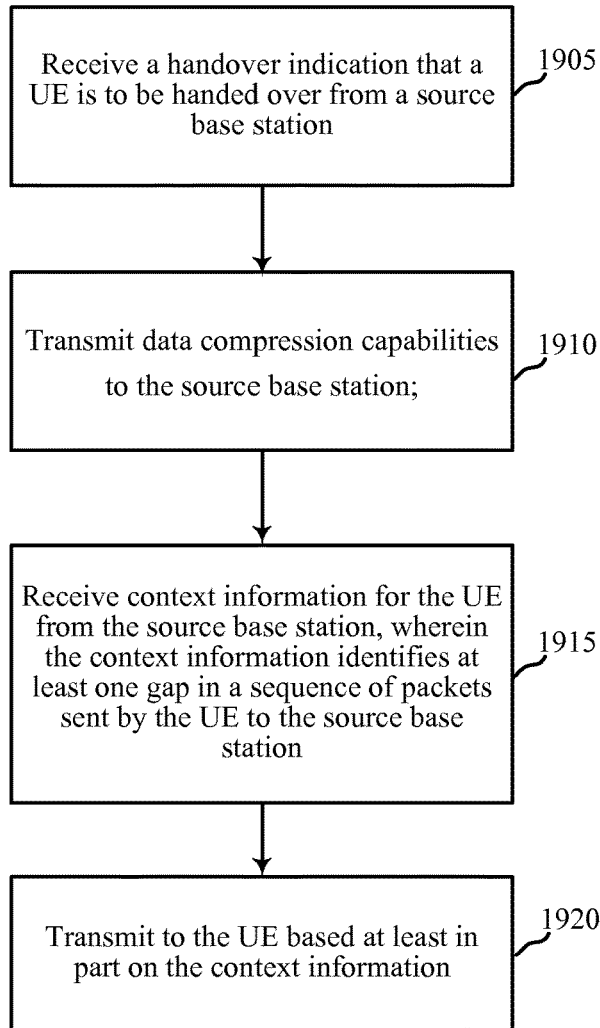 Receive a handover indication that a
UE is to be handed over from a source
base station
1905
Transmit data compression capabilities
to the source base station;
1910
Receive context information for the UE
from the source base station, wherein
the context information identifies at
least one gap in a sequence of packets
sent by the UE to the source base
station
1915
Transmit to the UE based at least in
part on the context information
1920